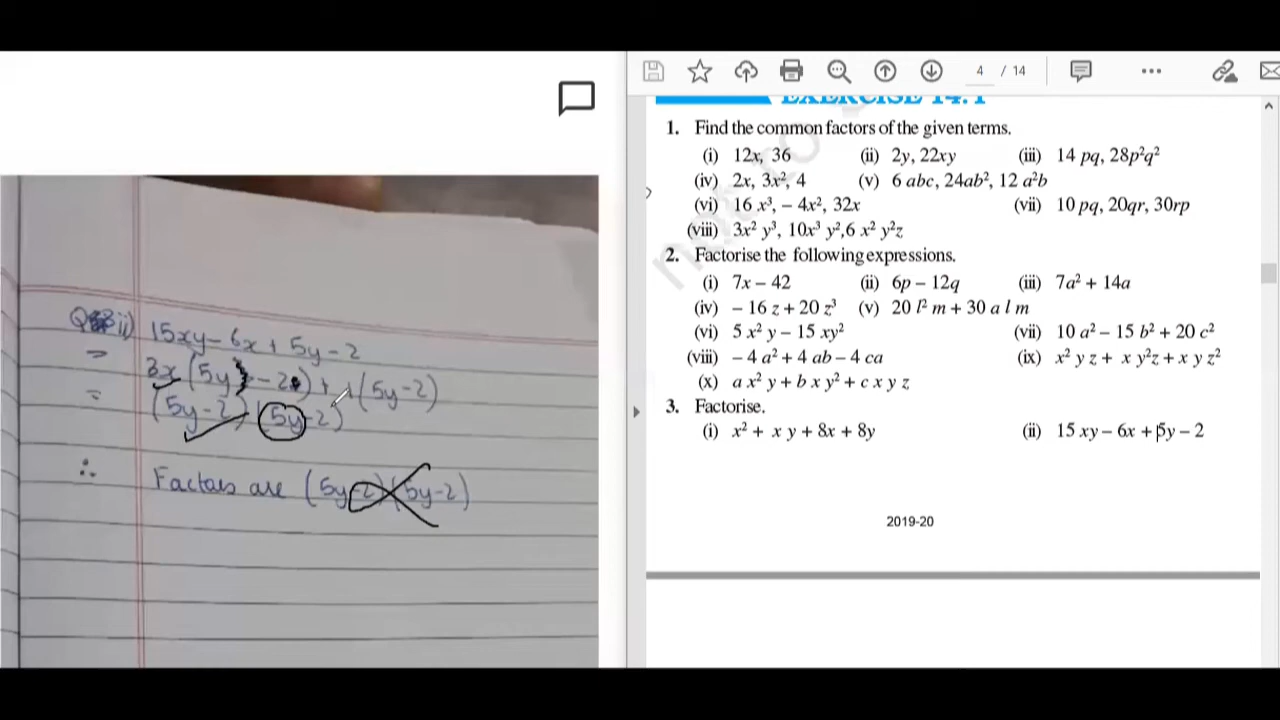 Q ii) 15xy - 6x + 5y - 2
= 3x (5y - 2) + 1 (5y - 2)
= (5y - 2) (5y - 2)
∴ Factors are (5y - 2) (5y - 2)
4 / 14
EXERCISE 14.1
1. Find the common factors of the given terms.
(i) 12x, 36 (ii) 2y, 22xy (iii) 14 pq, 28p²q²
(iv) 2x, 3x², 4 (v) 6 abc, 24ab², 12 a²b
(vi) 16 x³, – 4x², 32x (vii) 10 pq, 20qr, 30rp
(viii) 3x² y³, 10x³ y²,6 x² y²z
2. Factorise the following expressions.
(i) 7x – 42 (ii) 6p – 12q (iii) 7a² + 14a
(iv) – 16 z + 20 z³ (v) 20 l² m + 30 a l m
(vi) 5 x² y – 15 xy² (vii) 10 a² – 15 b² + 20 c²
(viii) – 4 a² + 4 ab – 4 ca (ix) x² y z + x y²z + x y z²
(x) a x² y + b x y² + c x y z
3. Factorise.
(i) x² + x y + 8x + 8y (ii) 15 xy – 6x + 5y – 2
2019-20